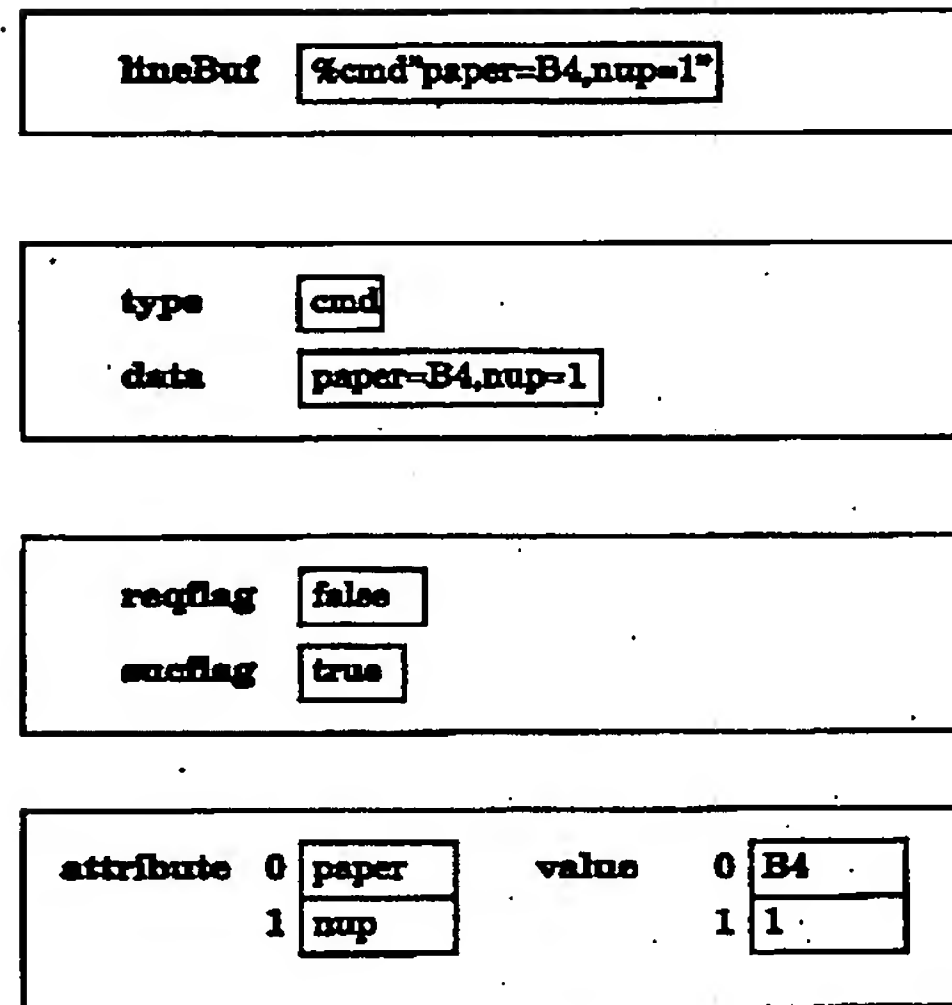 lineBuf %cmd"paper=B4,nup=1"
type cmd
data paper=B4,nup=1
reqflag false
sucflag true
attribute 0 paper value 0 B4
1 nup 1 1